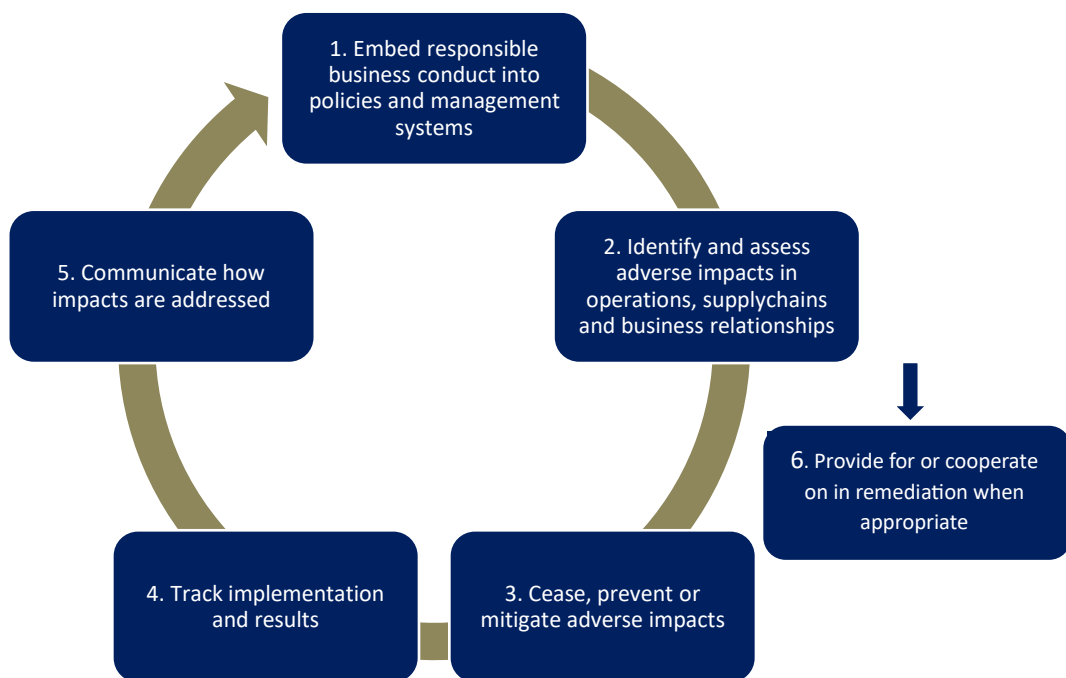 1. Embed responsible
business conduct into
policies and management
systems
2. Identify and assess
adverse impacts in
operations, supplychains
and business relationships
3. Cease, prevent or
mitigate adverse impacts
4. Track implementation
and results
5. Communicate how
impacts are addressed
6. Provide for or cooperate
on in remediation when
appropriate